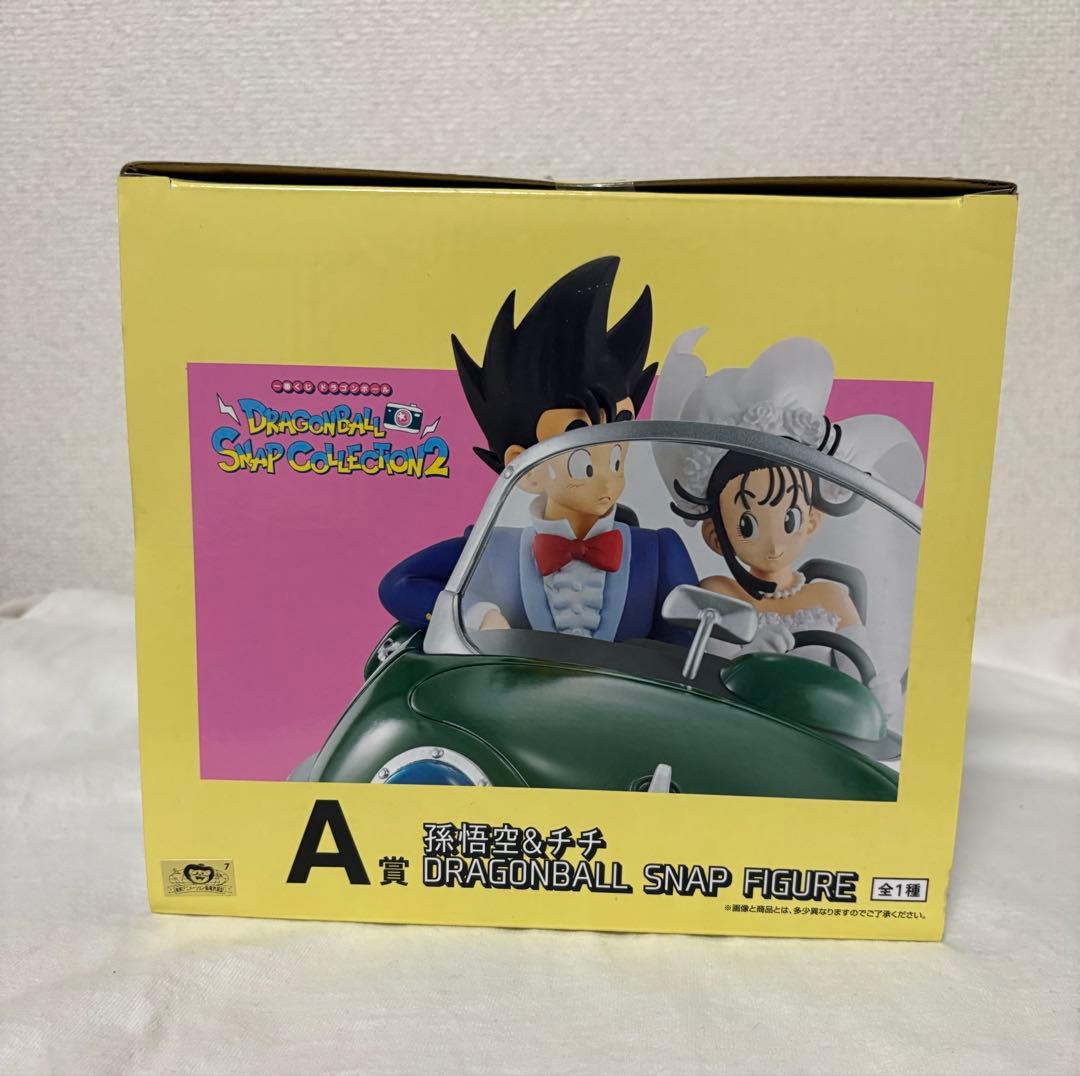 一番くじ ドラゴンボール
DRAGONBALL
SNAP COLLECTION2
A賞
孫悟空&チチ
DRAGONBALL SNAP FIGURE 全1種
※画像と商品とは、多少異なりますのでご了承ください。
7